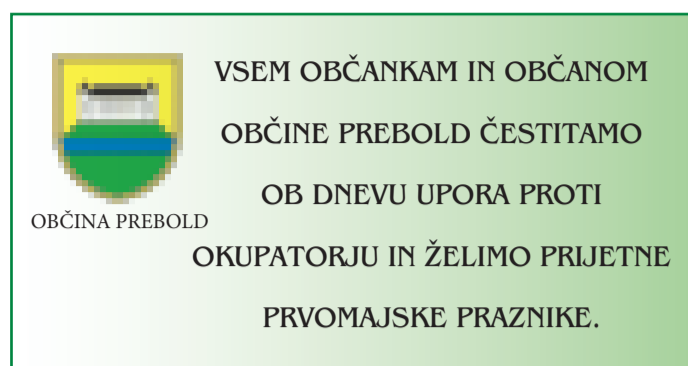 VSEM OBČANKAM IN OBČANOM
OBČINE PREBOLD ČESTITAMO
OB DNEVU UPORA PROTI
OKUPATORJU IN ŽELIMO PRIJETNE
PRVOMAJSKE PRAZNIKE.
OBČINA PREBOLD